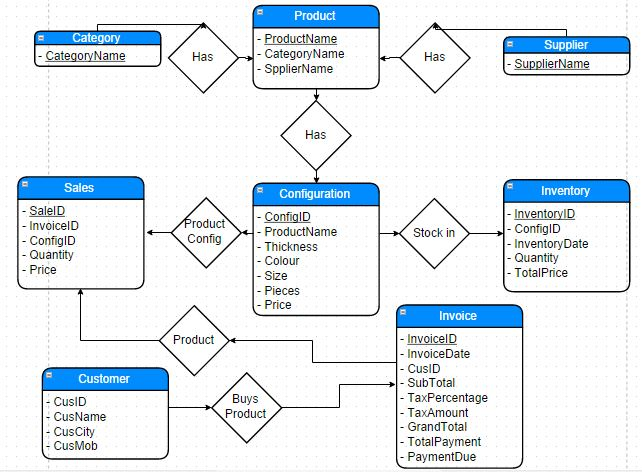 Category
- CategoryName
Has
Product
- ProductName
- CategoryName
- SpplierName
Has
Supplier
- SupplierName
Has
Sales
- SaleID
- InvoiceID
- ConfigID
- Quantity
- Price
Product
Config
Configuration
- ConfigID
- ProductName
- Thickness
- Colour
- Size
- Pieces
- Price
Stock in
Inventory
- InventoryID
- ConfigID
- InventoryDate
- Quantity
- TotalPrice
Product
Invoice
- InvoiceID
- InvoiceDate
- CusID
- SubTotal
- TaxPercentage
- TaxAmount
- GrandTotal
- TotalPayment
- PaymentDue
Customer
- CusID
- CusName
- CusCity
- CusMob
Buys
Product